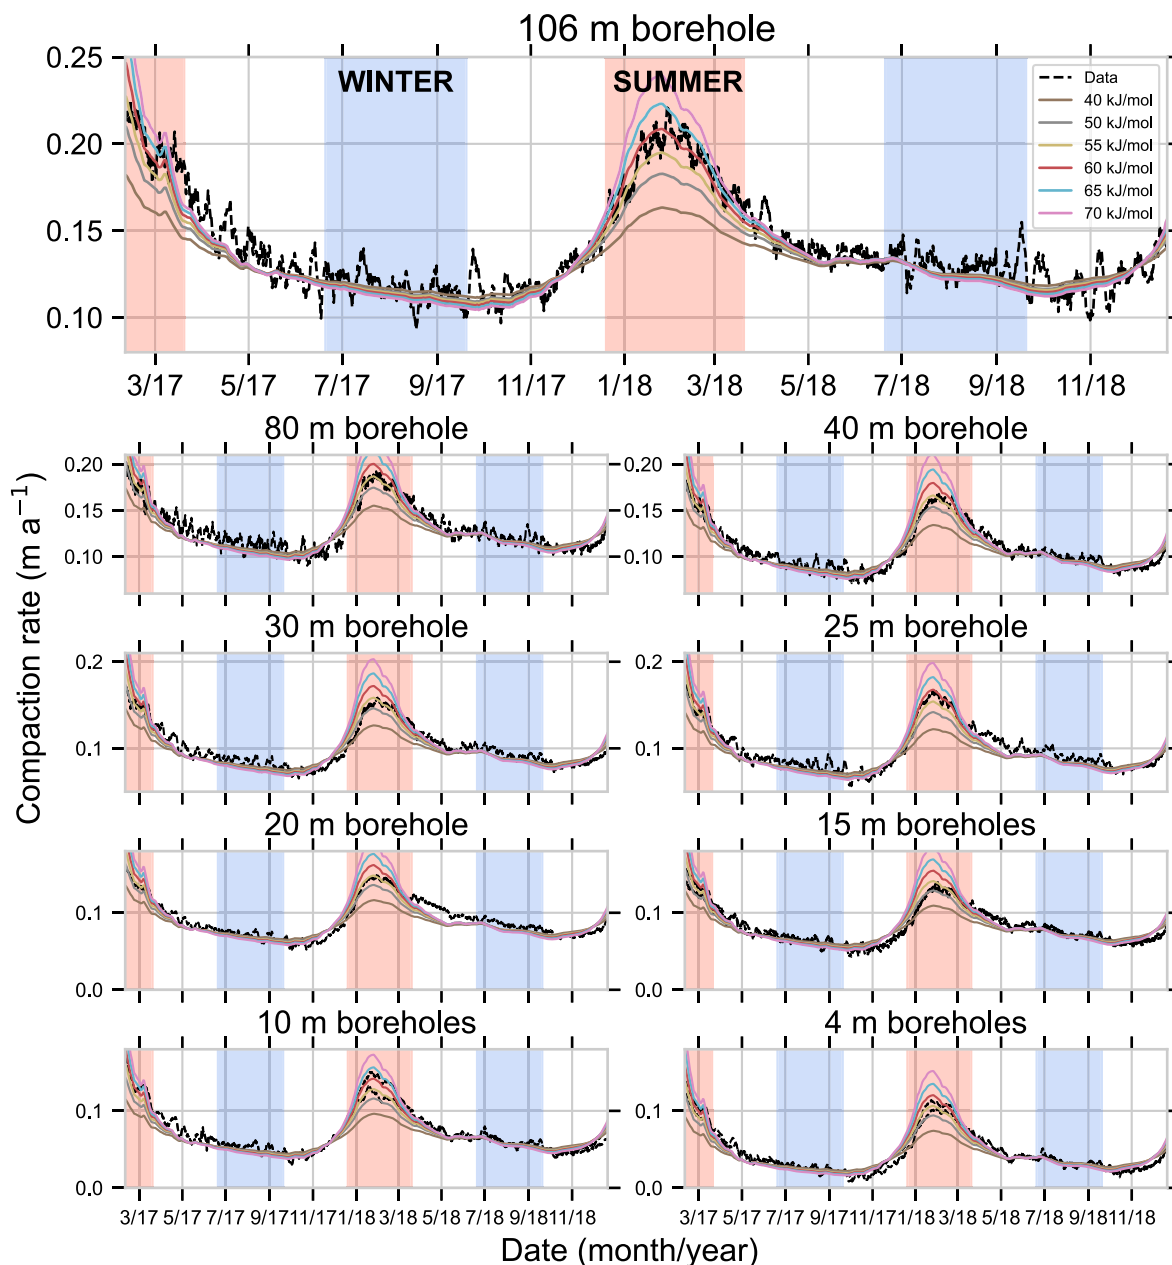 106 m borehole
0.25
WINTER
SUMMER
Data
40 kJ/mol
50 kJ/mol
55 kJ/mol
60 kJ/mol
65 kJ/mol
70 kJ/mol
0.20
0.15
0.10
3/17 5/17 7/17 9/17 11/17 1/18 3/18 5/18 7/18 9/18 11/18
80 m borehole
40 m borehole
0.20
0.15
0.10
0.20
0.15
0.10
30 m borehole
25 m borehole
0.2
0.1
0.2
0.1
20 m borehole
15 m boreholes
0.1
0.0
0.1
0.0
10 m boreholes
4 m boreholes
0.1
0.0
0.1
0.0
3/17 5/17 7/17 9/17 11/17 1/18 3/18 5/18 7/18 9/18 11/18
3/17 5/17 7/17 9/17 11/17 1/18 3/18 5/18 7/18 9/18 11/18
Compaction rate (m a⁻¹)
Date (month/year)